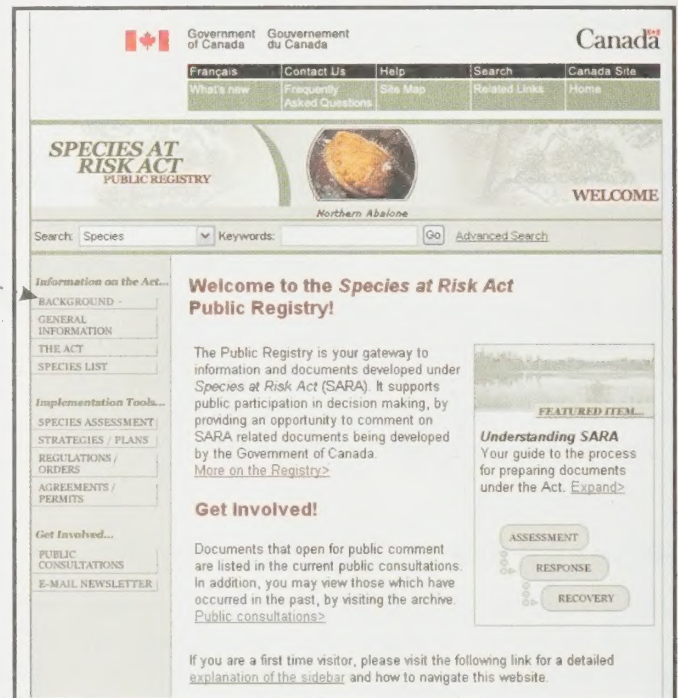 Government of Canada
Gouvernement du Canada
Canada
Français Contact Us Help Search Canada Site
What's new Frequently Asked Questions Site Map Related Links Home
SPECIES AT
RISK ACT
PUBLIC REGISTRY
Northern Abalone
WELCOME
Search: Species Keywords: Go Advanced Search
Information on the Act...
BACKGROUND
GENERAL
INFORMATION
THE ACT
SPECIES LIST
Implementation Tools...
SPECIES ASSESSMENT
STRATEGIES / PLANS
REGULATIONS /
ORDERS
AGREEMENTS /
PERMITS
Get Involved...
PUBLIC
CONSULTATIONS
E-MAIL NEWSLETTER
Welcome to the Species at Risk Act
Public Registry!
The Public Registry is your gateway to
information and documents developed under
Species at Risk Act (SARA). It supports
public participation in decision making, by
providing an opportunity to comment on
SARA related documents being developed
by the Government of Canada.
More on the Registry>
Get Involved!
Documents that open for public comment
are listed in the current public consultations.
In addition, you may view those which have
occurred in the past, by visiting the archive.
Public consultations>
FEATURED ITEM...
Understanding SARA
Your guide to the process
for preparing documents
under the Act. Expand>
ASSESSMENT
RESPONSE
RECOVERY
If you are a first time visitor, please visit the following link for a detailed
explanation of the sidebar and how to navigate this website.